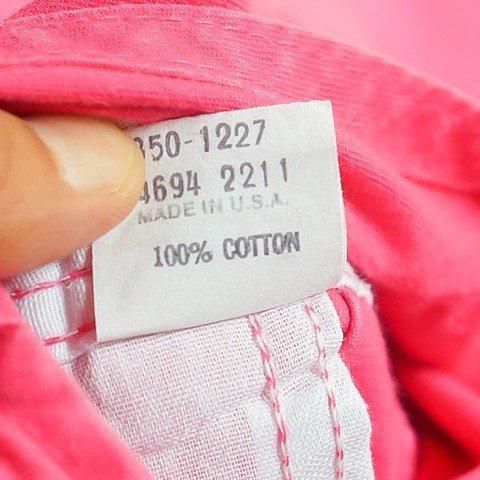 350-1227
4694 2211
MADE IN U.S.A.
100% COTTON